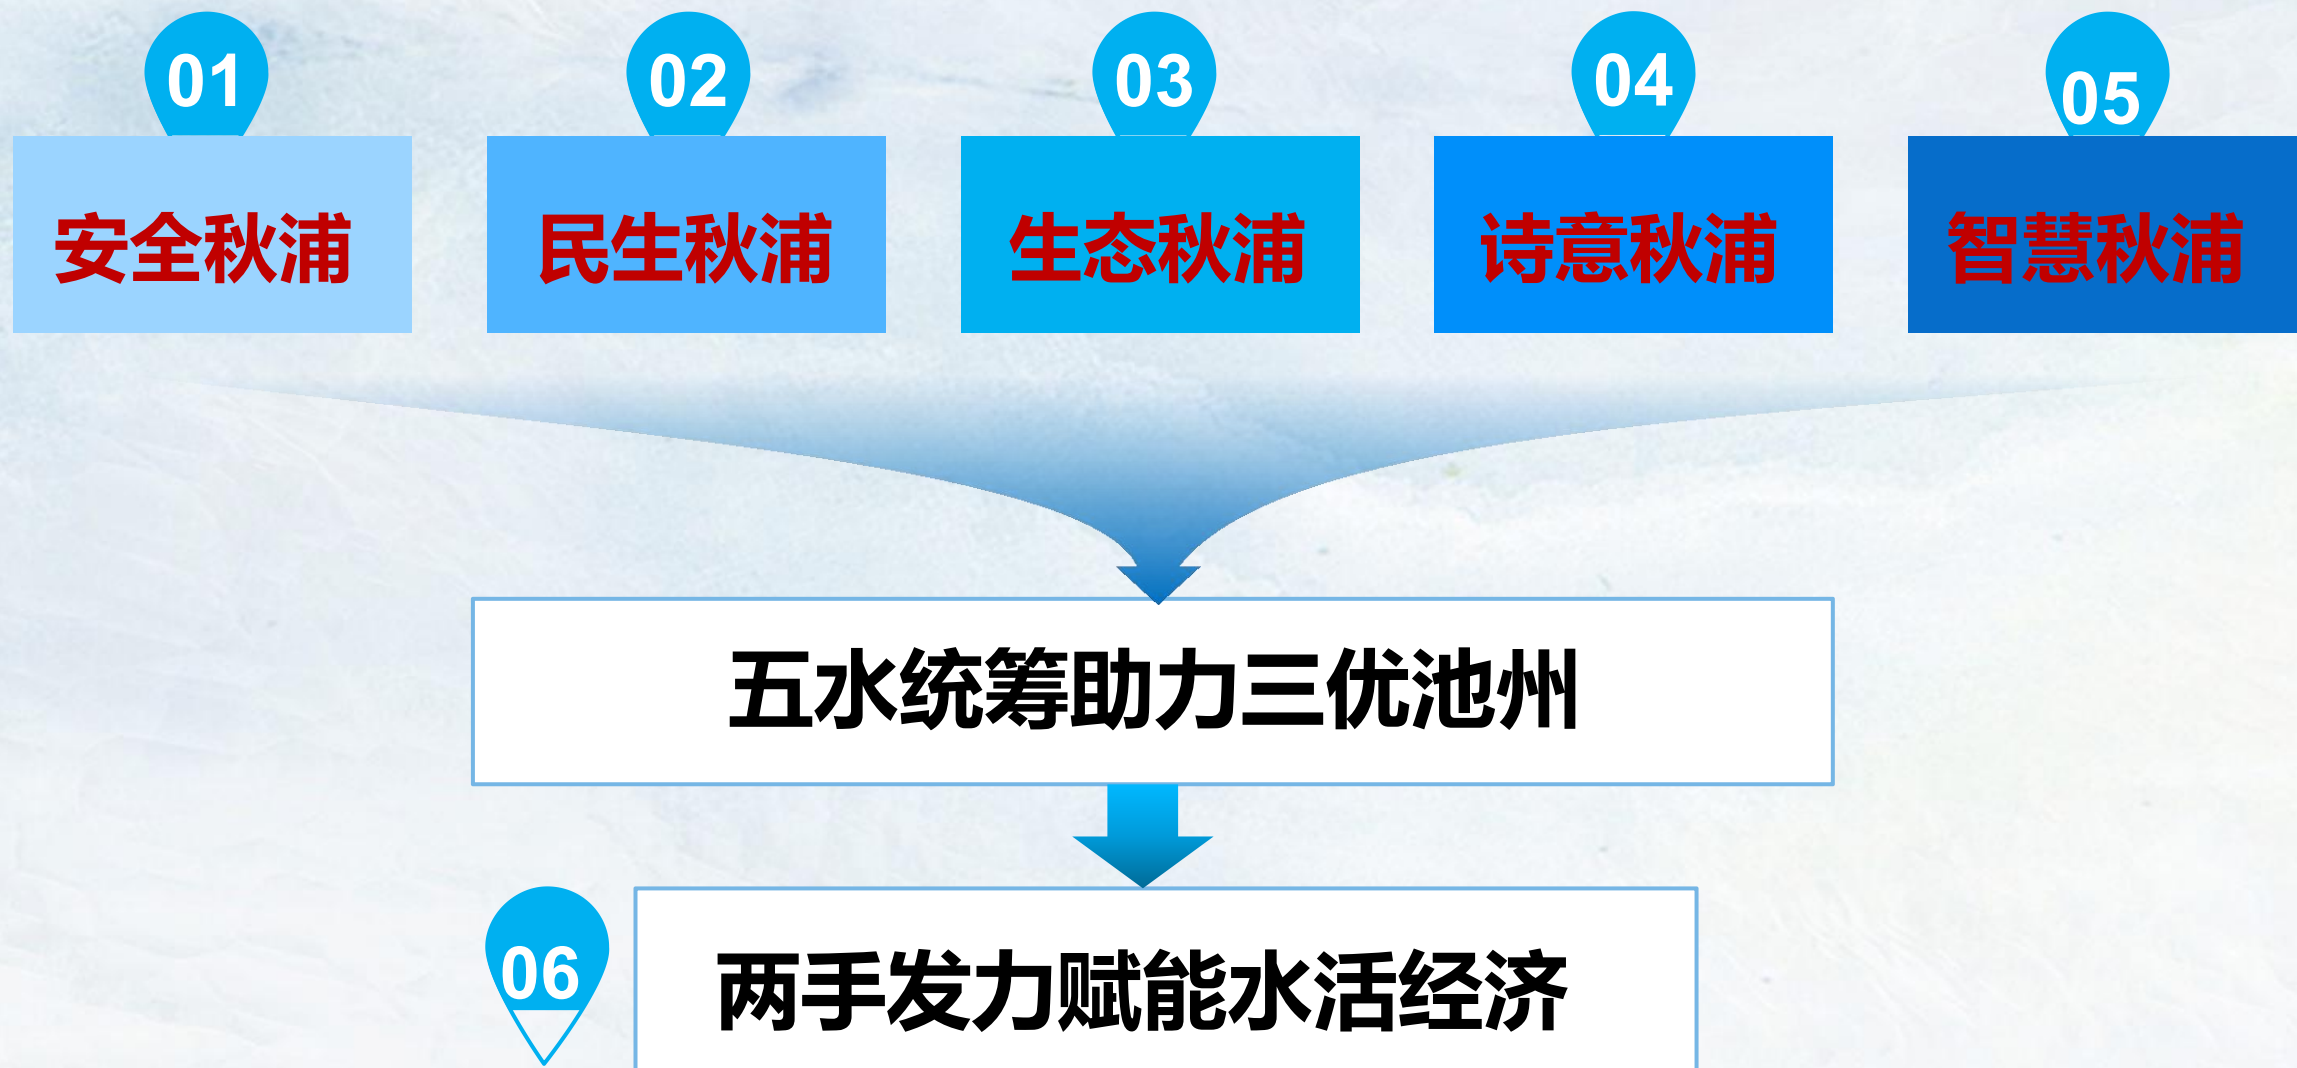 01
02
03
04
05
安全秋浦
民生秋浦
生态秋浦
诗意秋浦
智慧秋浦
五水统筹助力三优池州
06
两手发力赋能水活经济